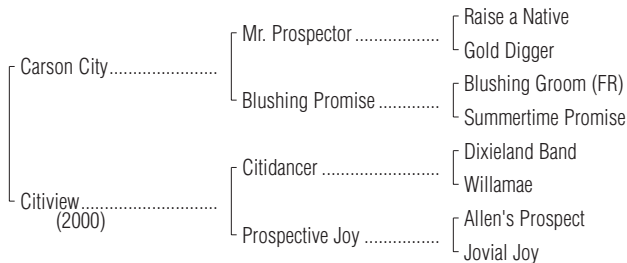 Raise a Native
Mr. Prospector ..................
Gold Digger
Carson City.......................
Blushing Groom (FR)
Blushing Promise .............
Summertime Promise
Dixieland Band
Citidancer .........................
Willamae
Citiview.............................
(2000)
Allen's Prospect
Prospective Joy ................
Jovial Joy